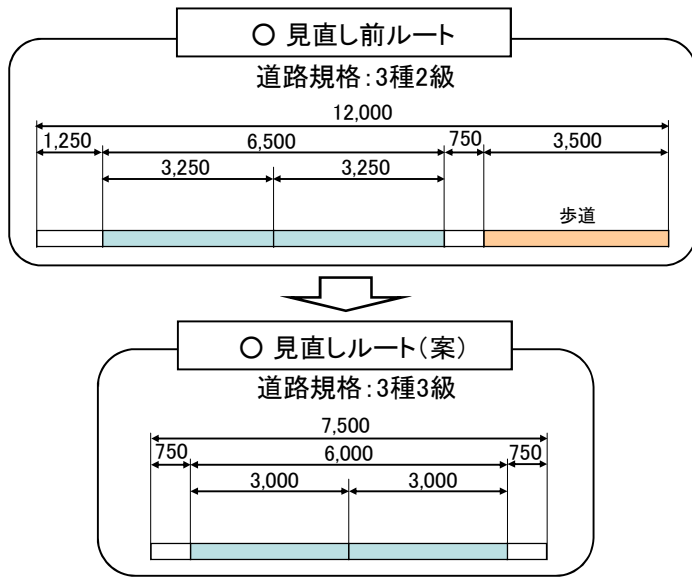 ○ 見直し前ルート
道路規格:3種2級
12,000
1,250 6,500 750 3,500
3,250 3,250
歩道
○ 見直しルート(案)
道路規格:3種3級
7,500
750 6,000 750
3,000 3,000